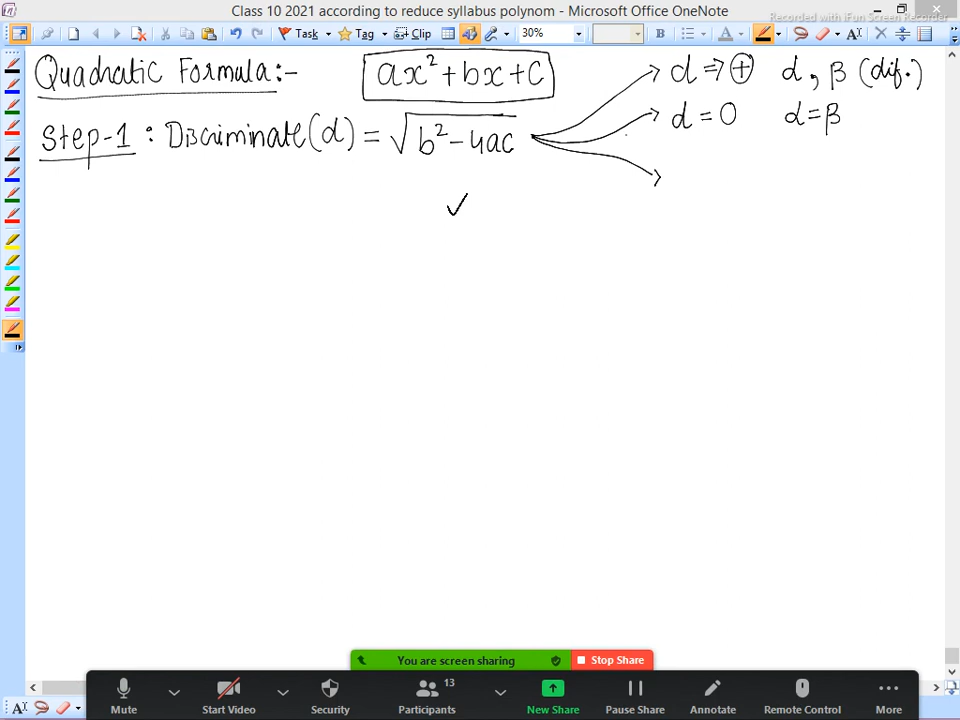 Class 10 2021 according to reduce syllabus polynom - Microsoft Office OneNote
Recorded with iFun Screen Recorder
Task Tag Clip 30% B A
Quadratic Formula:- ax²+bx+c d ⇒ ⊕ α, β (dif.)
Step-1 : Discriminate(d) = √b²-4ac d = 0 α=β
✓
You are screen sharing Stop Share
13
Mute Start Video Security Participants New Share Pause Share Annotate Remote Control More